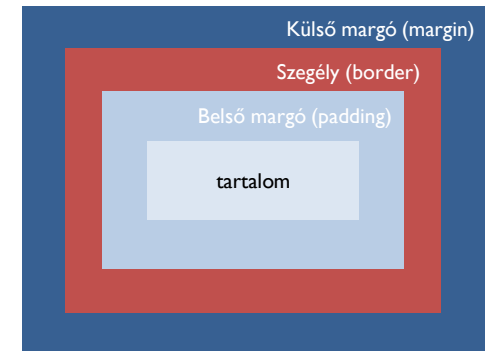 Külső margó (margin)
Szegély (border)
Belső margó (padding)
tartalom